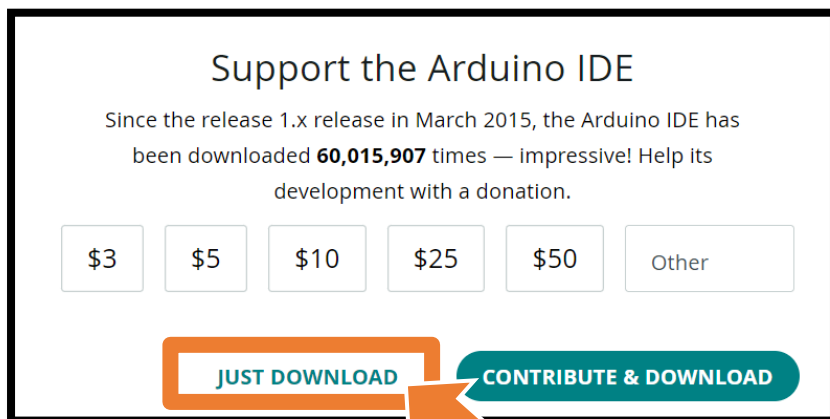 Support the Arduino IDE
Since the release 1.x release in March 2015, the Arduino IDE has
been downloaded 60,015,907 times — impressive! Help its
development with a donation.
$3 $5 $10 $25 $50 Other
JUST DOWNLOAD CONTRIBUTE & DOWNLOAD